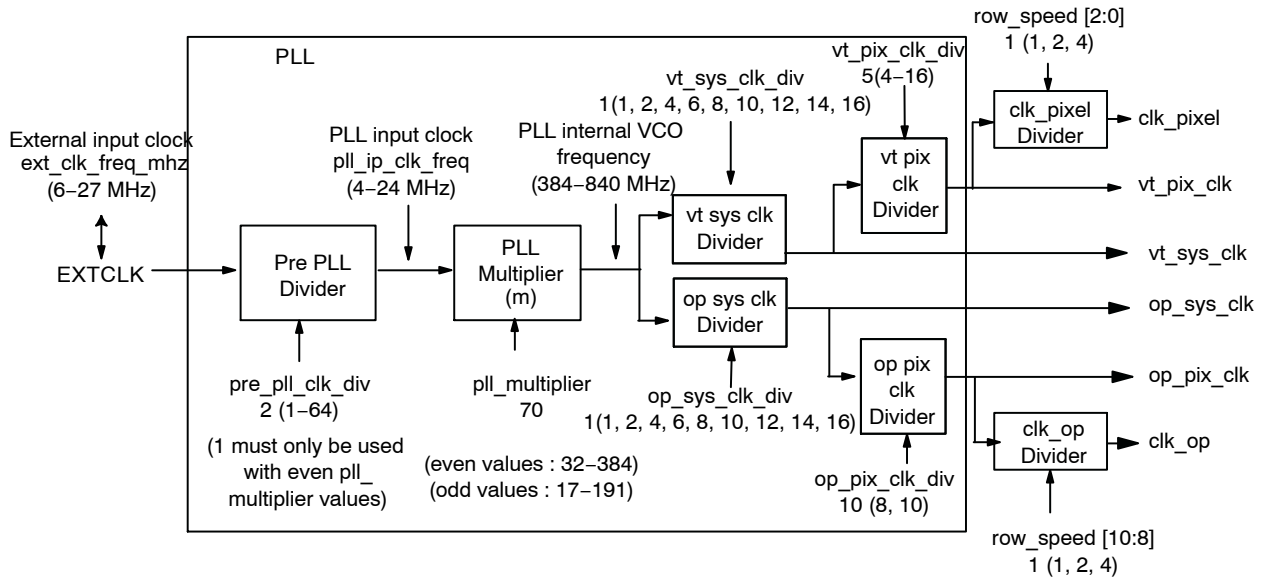 row_speed [2:0]
1 (1, 2, 4)
PLL
vt_pix_clk_div
5(4–16)
vt_sys_clk_div
1(1, 2, 4, 6, 8, 10, 12, 14, 16)
clk_pixel
Divider
clk_pixel
External input clock
ext_clk_freq_mhz
(6–27 MHz)
PLL input clock
pll_ip_clk_freq
(4–24 MHz)
PLL internal VCO
frequency
(384–840 MHz)
vt pix
clk
Divider
vt_pix_clk
vt sys clk
Divider
vt_sys_clk
EXTCLK
Pre PLL
Divider
PLL
Multiplier
(m)
op sys clk
Divider
op_sys_clk
op pix
clk
Divider
op_pix_clk
pre_pll_clk_div
2 (1–64)
pll_multiplier
70
op_sys_clk_div
1(1, 2, 4, 6, 8, 10, 12, 14, 16)
clk_op
Divider
clk_op
(1 must only be used
with even pll_
multiplier values)
(even values : 32–384)
(odd values : 17–191)
op_pix_clk_div
10 (8, 10)
row_speed [10:8]
1 (1, 2, 4)